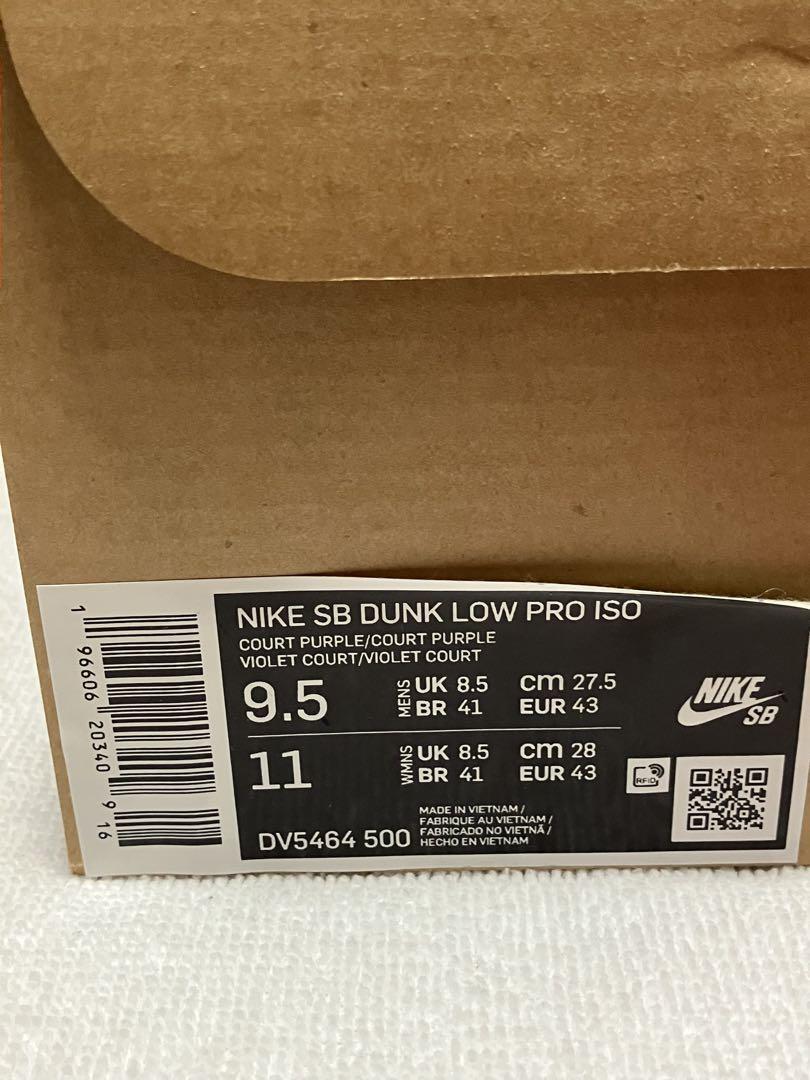 NIKE SB DUNK LOW PRO ISO
COURT PURPLE/COURT PURPLE
VIOLET COURT/VIOLET COURT
9.5 MENS UK 8.5 cm 27.5
BR 41 EUR 43
11 WMNS UK 8.5 cm 28
BR 41 EUR 43
NIKE
SB
RFID
MADE IN VIETNAM /
FABRIQUE AU VIETNAM /
FABRICADO NO VIETNÃ /
HECHO EN VIETNAM
DV5464 500
1 96606 20340 9 16